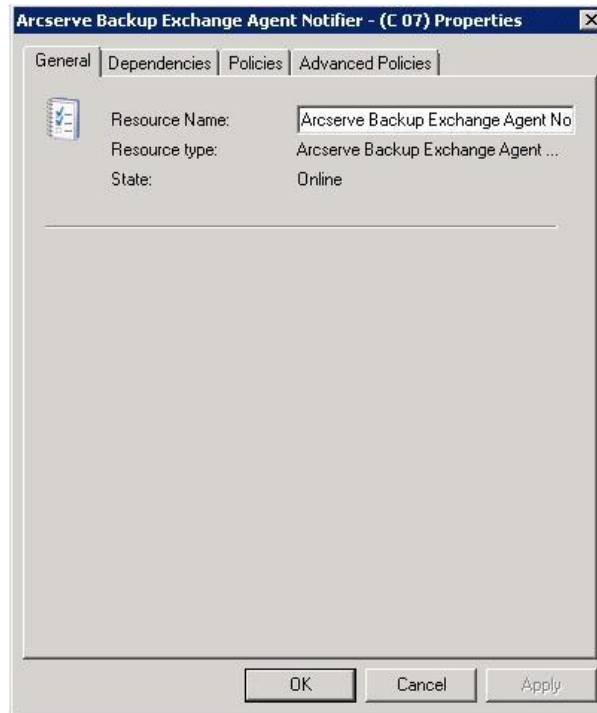 Arcserve Backup Exchange Agent Notifier - (C 07) Properties
General Dependencies Policies Advanced Policies
Resource Name: Arcserve Backup Exchange Agent No
Resource type: Arcserve Backup Exchange Agent ...
State: Online
OK Cancel Apply